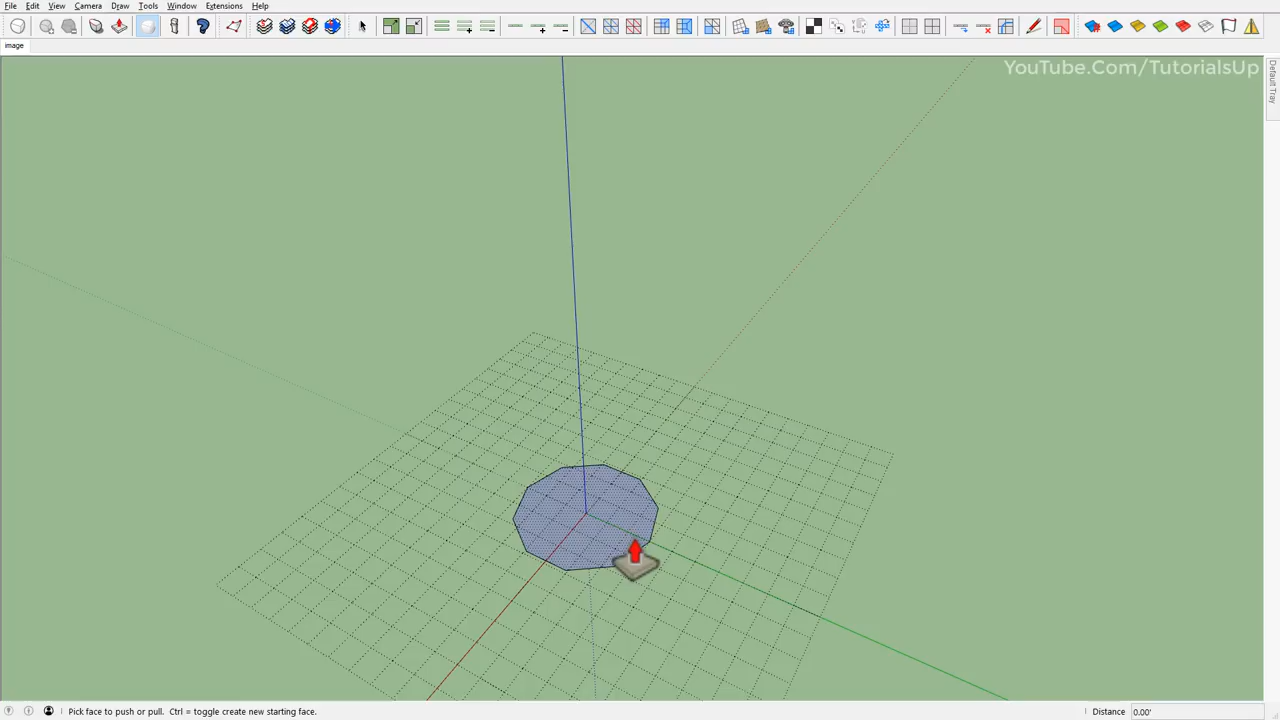 File Edit View Camera Draw Tools Window Extensions Help
image
YouTube.Com/TutorialsUp
Default Tray
Pick face to push or pull. Ctrl = toggle create new starting face.
Distance 0.00'